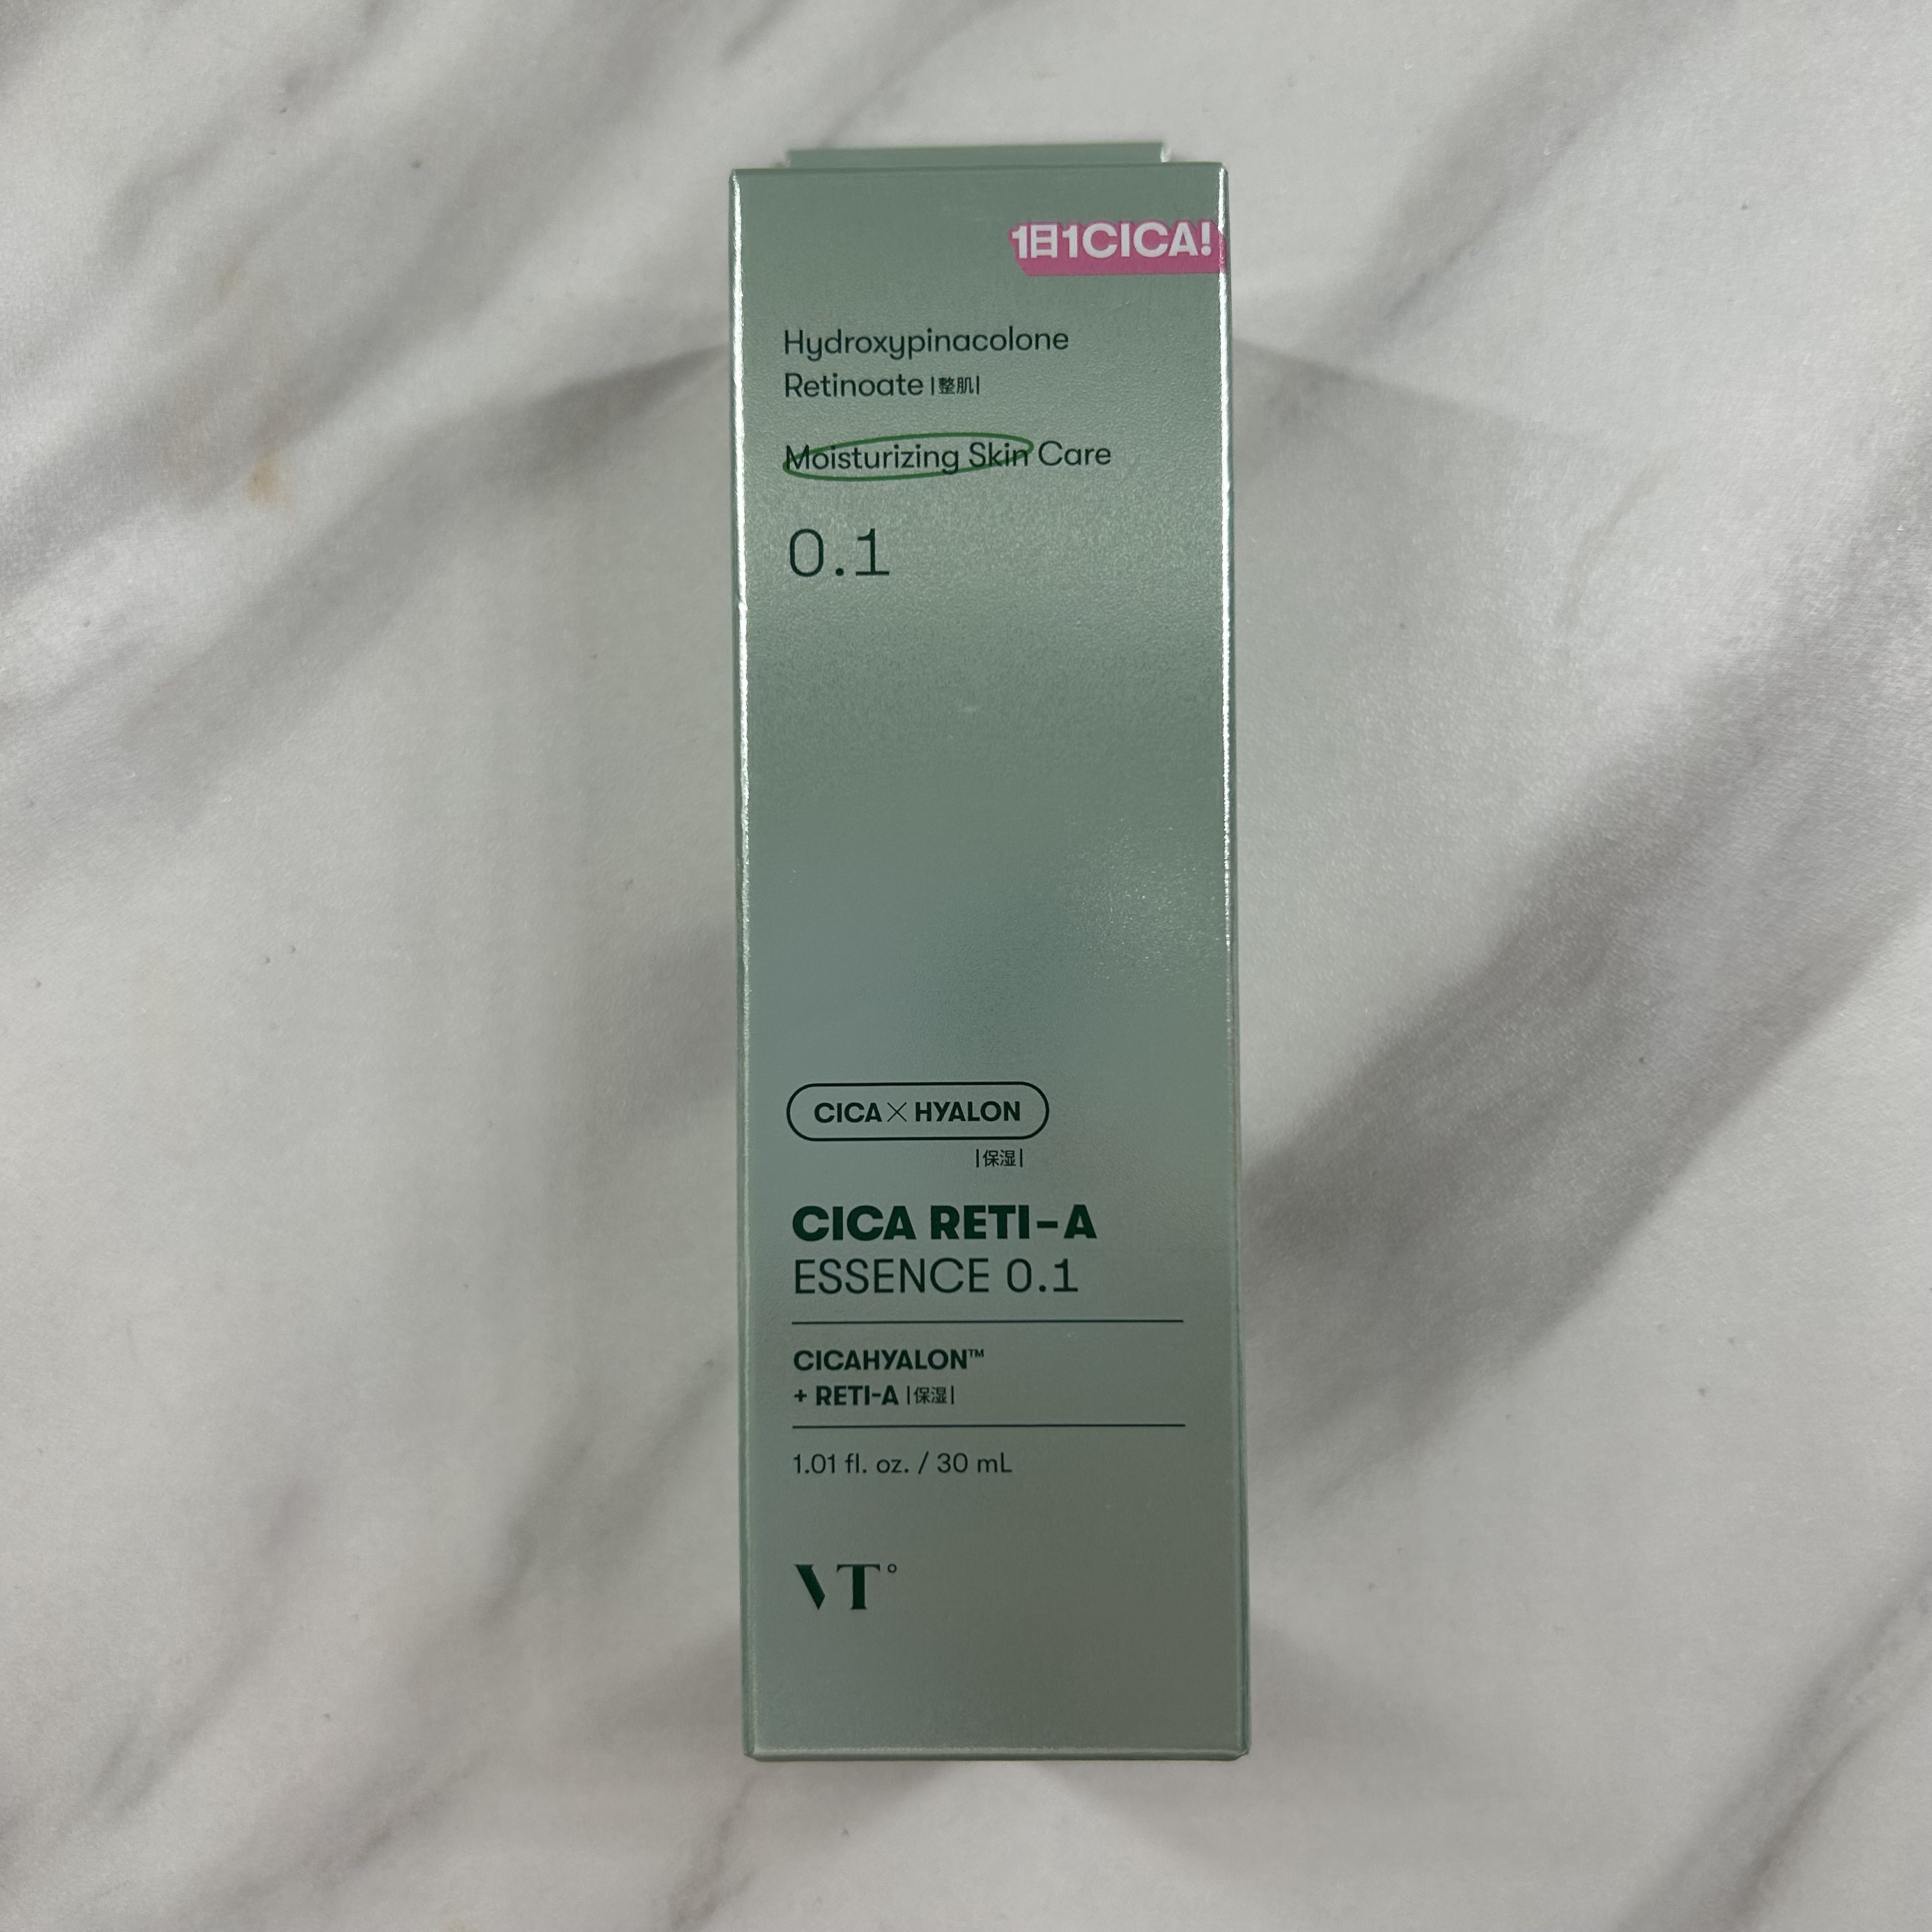 1日1CICA!
Hydroxypinacolone
Retinoate |整肌|
Moisturizing Skin Care
0.1
CICA×HYALON
|保湿|
CICA RETI-A
ESSENCE 0.1
CICAHYALON™
+ RETI-A |保湿|
1.01 fl. oz. / 30 mL
VT°